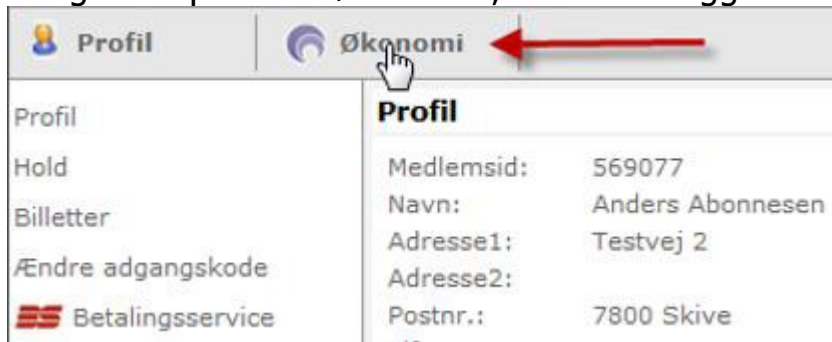 Profil Økonomi
Profil
Hold
Billetter
Ændre adgangskode
BS Betalingsservice
Profil
Medlemsid: 569077
Navn: Anders Abonnesen
Adresse1: Testvej 2
Adresse2:
Postnr.: 7800 Skive